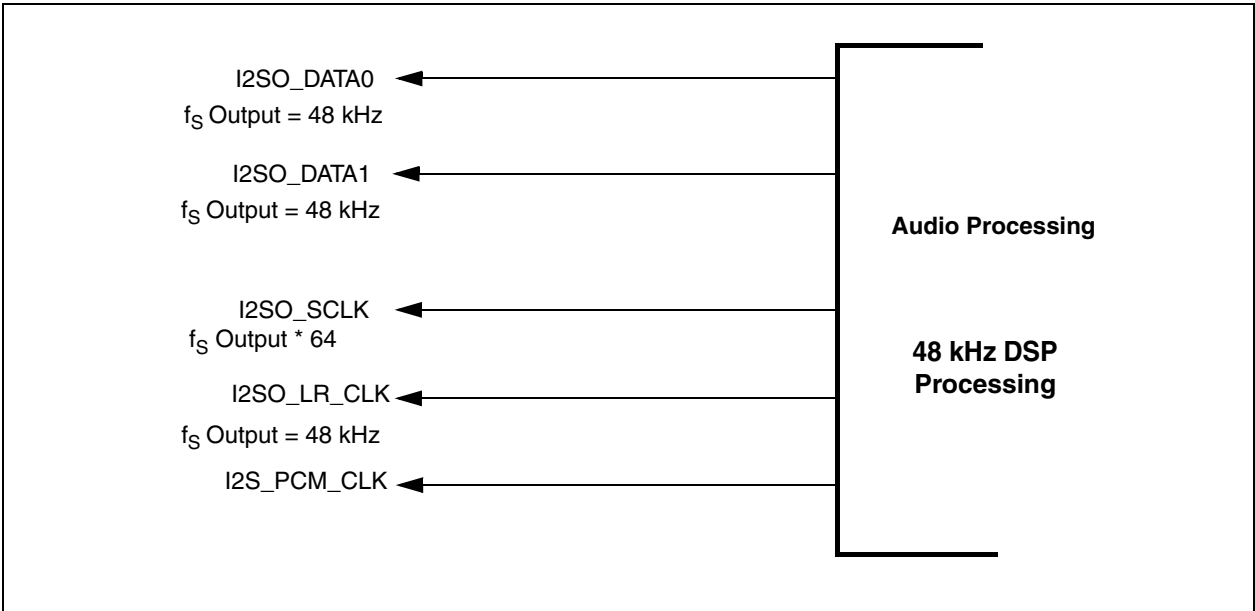 I2SO_DATA0
fS Output = 48 kHz
I2SO_DATA1
fS Output = 48 kHz
Audio Processing
I2SO_SCLK
fS Output * 64
48 kHz DSP
Processing
I2SO_LR_CLK
fS Output = 48 kHz
I2S_PCM_CLK